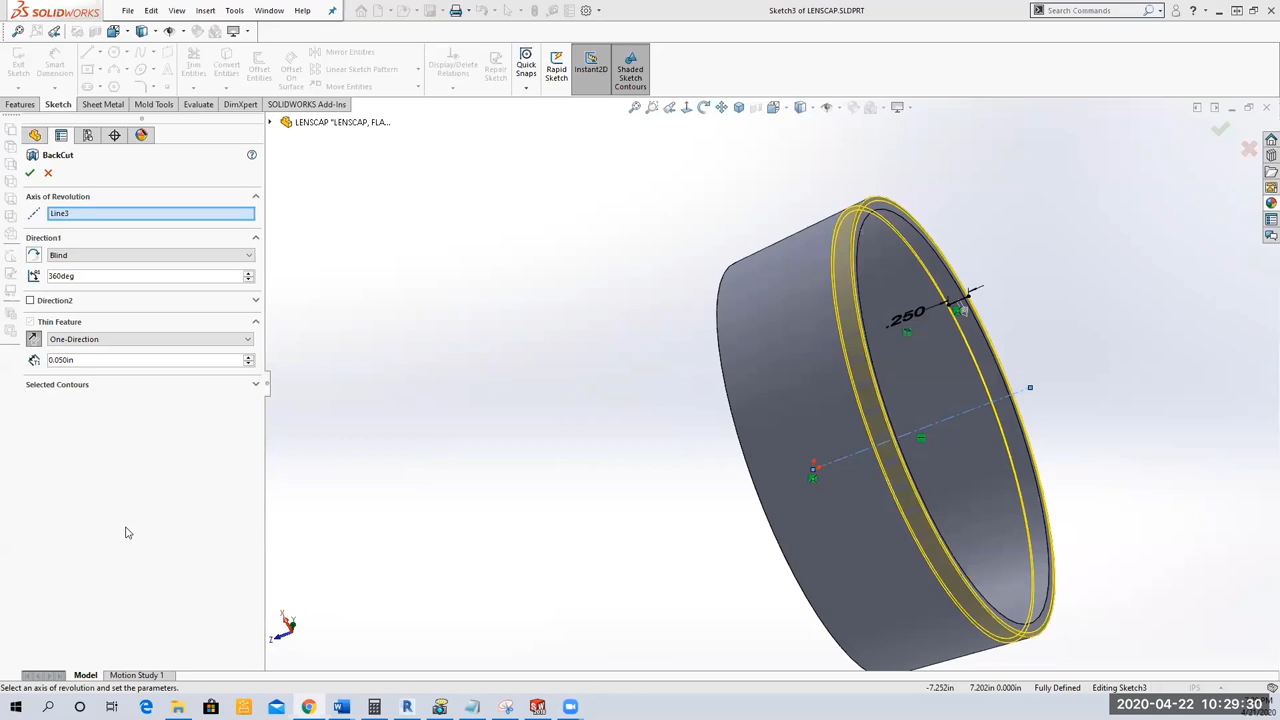 SOLIDWORKS File Edit View Insert Tools Window Help Sketch3 of LENSCAP.SLDPRT Search Commands
Exit Sketch
Smart Dimension
Trim Entities
Convert Entities
Offset Entities
Offset On Surface
Mirror Entities
Linear Sketch Pattern
Move Entities
Display/Delete Relations
Repair Sketch
Quick Snaps
Rapid Sketch
Instant2D
Shaded Sketch Contours
Features Sketch Sheet Metal Mold Tools Evaluate DimXpert SOLIDWORKS Add-Ins
LENSCAP "LENSCAP, FLA...
BackCut
Axis of Revolution
Line3
Direction1
Blind
360deg
Direction2
Thin Feature
One-Direction
0.050in
Selected Contours
.250
X
Y
Z
Model Motion Study 1
Select an axis of revolution and set the parameters. -7.252in 7.202in 0.000in Fully Defined Editing Sketch3 IPS
2020-04-22 10:29:30